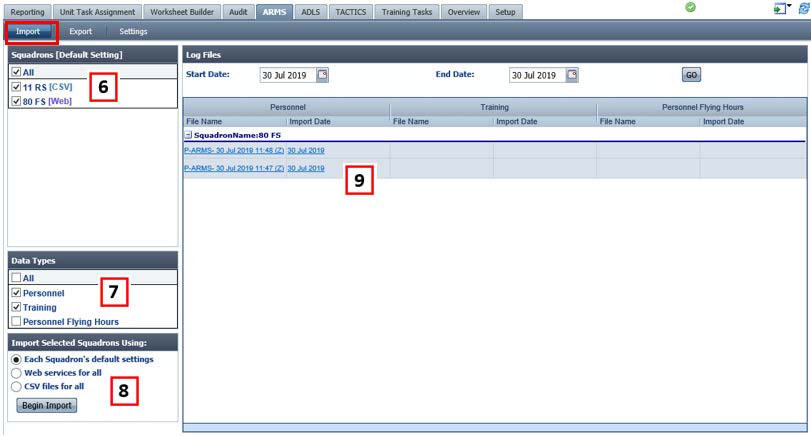 Reporting Unit Task Assignment Worksheet Builder Audit ARMS ADLS TACTICS Training Tasks Overview Setup
Import Export Settings
Squadrons [Default Setting]
All
11 RS [CSV]
80 FS [Web]
6
Data Types
All
Personnel
Training
Personnel Flying Hours
7
Import Selected Squadrons Using:
Each Squadron's default settings
Web services for all
CSV files for all
8
Begin Import
Log Files
Start Date: 30 Jul 2019 End Date: 30 Jul 2019 GO
Personnel Training Personnel Flying Hours
File Name Import Date File Name Import Date File Name Import Date
SquadronName:80 FS
P-ARMS- 30 Jul 2019 11:48 (Z) 30 Jul 2019
P-ARMS- 30 Jul 2019 11:47 (Z) 30 Jul 2019
9